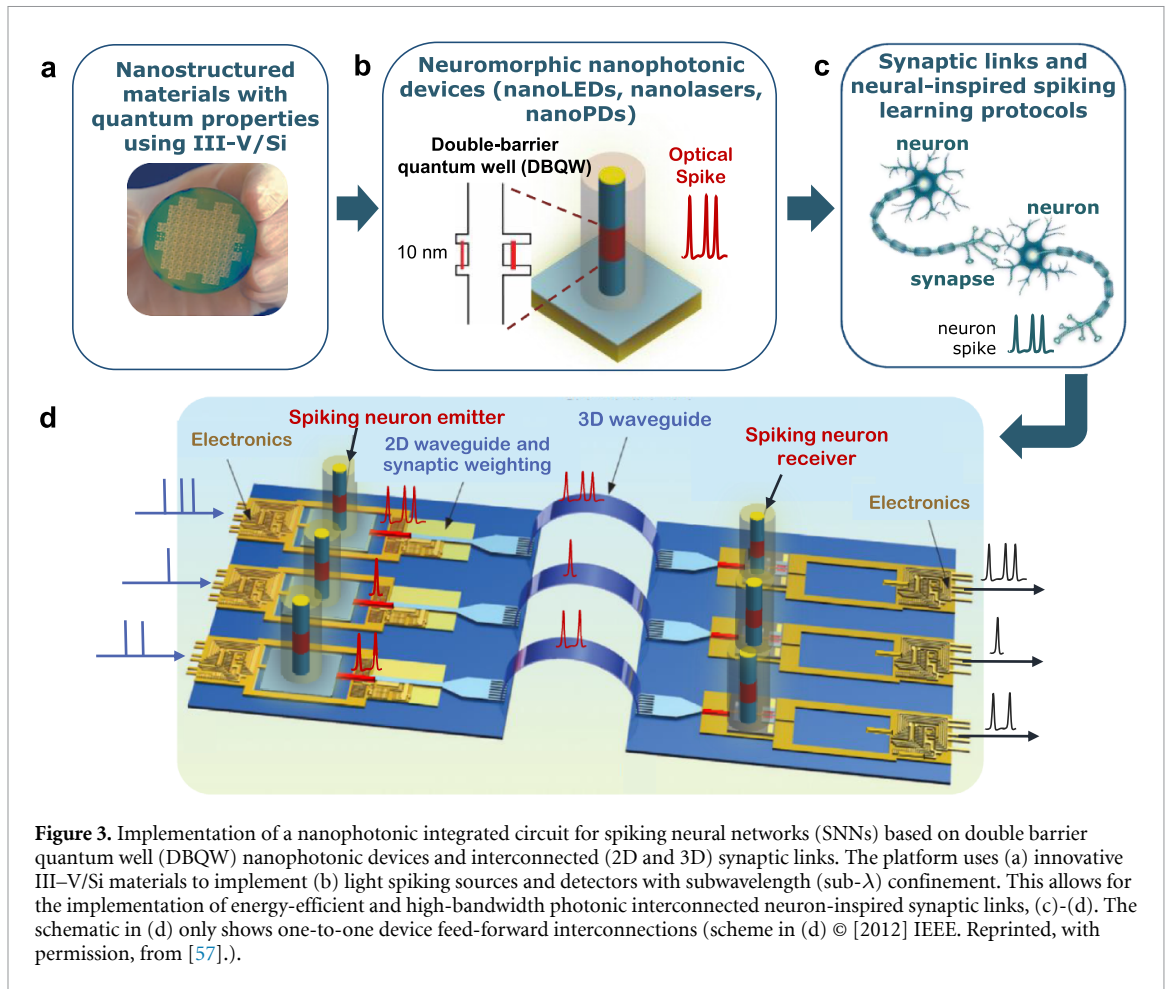 a
Nanostructured
materials with
quantum properties
using III-V/Si
b
Neuromorphic nanophotonic
devices (nanoLEDs, nanolasers,
nanoPDs)
Double-barrier
quantum well (DBQW)
Optical
Spike
10 nm
c
Synaptic links and
neural-inspired spiking
learning protocols
neuron
neuron
synapse
neuron
spike
d
Spiking neuron emitter
3D waveguide
Electronics
2D waveguide and
synaptic weighting
Spiking neuron
receiver
Electronics
Figure 3. Implementation of a nanophotonic integrated circuit for spiking neural networks (SNNs) based on double barrier
quantum well (DBQW) nanophotonic devices and interconnected (2D and 3D) synaptic links. The platform uses (a) innovative
III–V/Si materials to implement (b) light spiking sources and detectors with subwavelength (sub-λ) confinement. This allows for
the implementation of energy-efficient and high-bandwidth photonic interconnected neuron-inspired synaptic links, (c)-(d). The
schematic in (d) only shows one-to-one device feed-forward interconnections (scheme in (d) © [2012] IEEE. Reprinted, with
permission, from [57].).